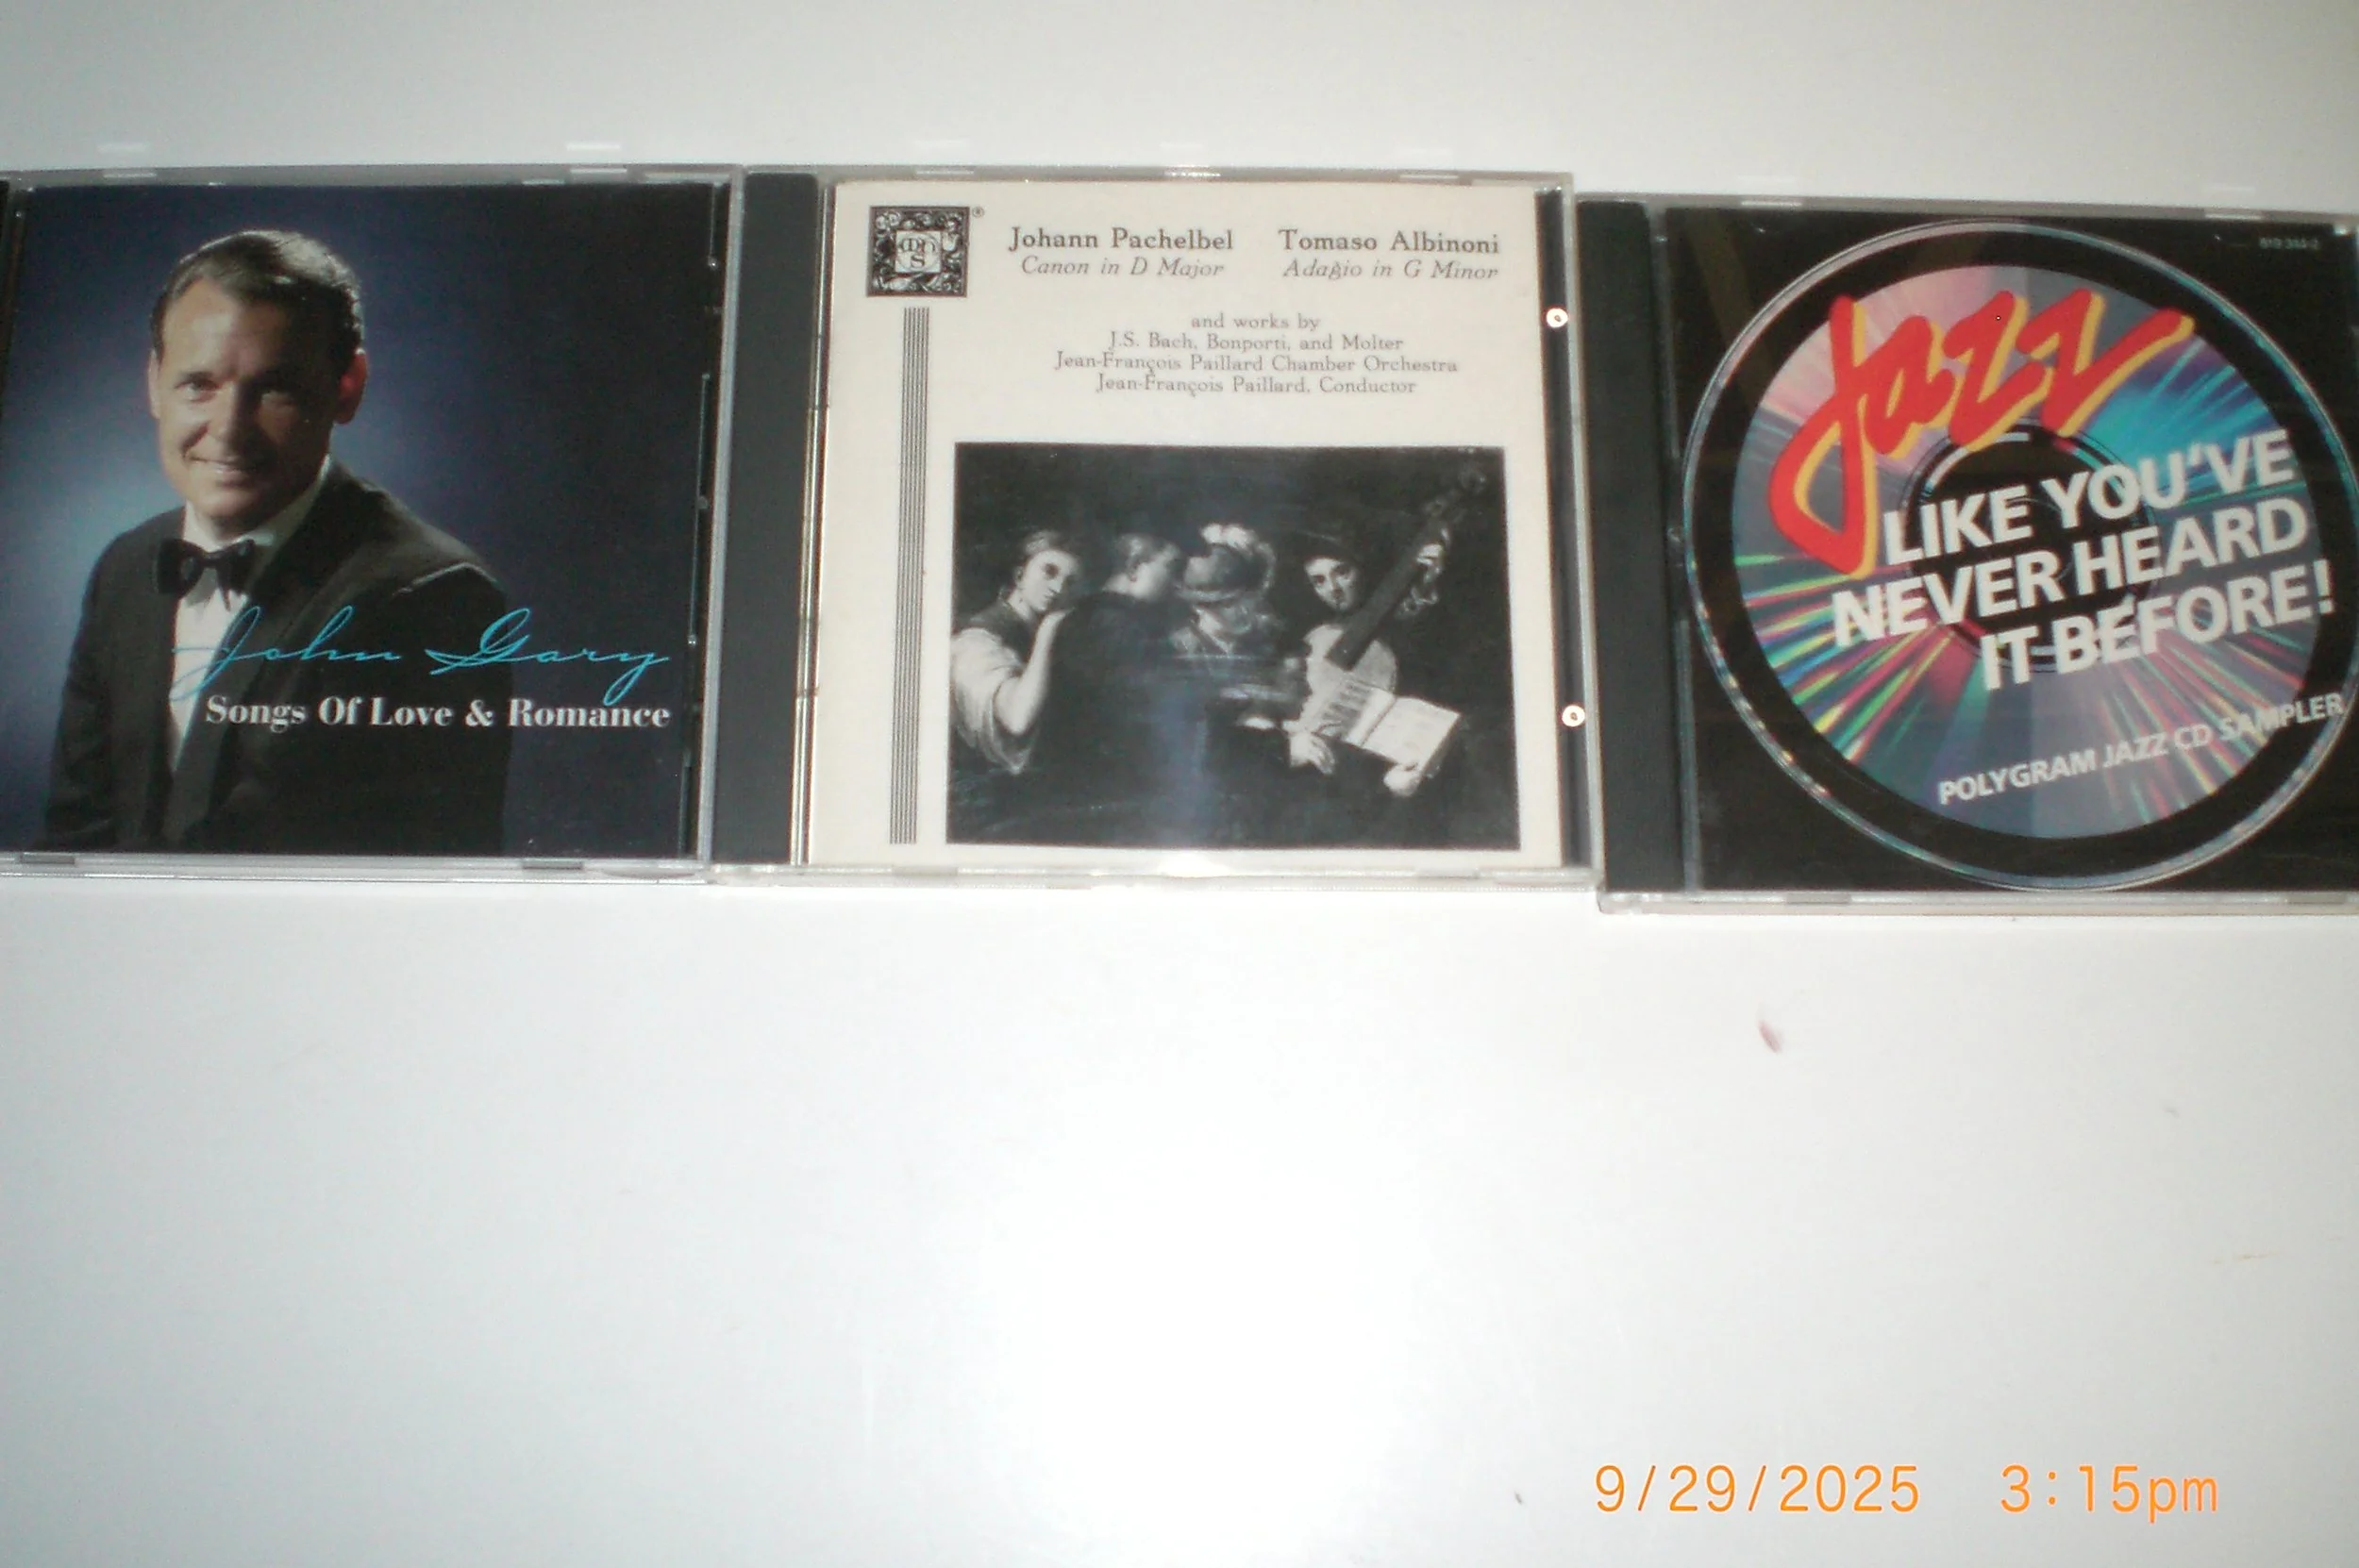 John Gary
Songs Of Love & Romance
Johann Pachelbel
Canon in D Major
Tomaso Albinoni
Adagio in G Minor
and works by
J.S. Bach, Bonporti, and Molter
Jean-François Paillard Chamber Orchestra
Jean-François Paillard, Conductor
Jazz
LIKE YOU'VE
NEVER HEARD
IT BEFORE!
POLYGRAM JAZZ CD SAMPLER
9/29/2025 3:15pm